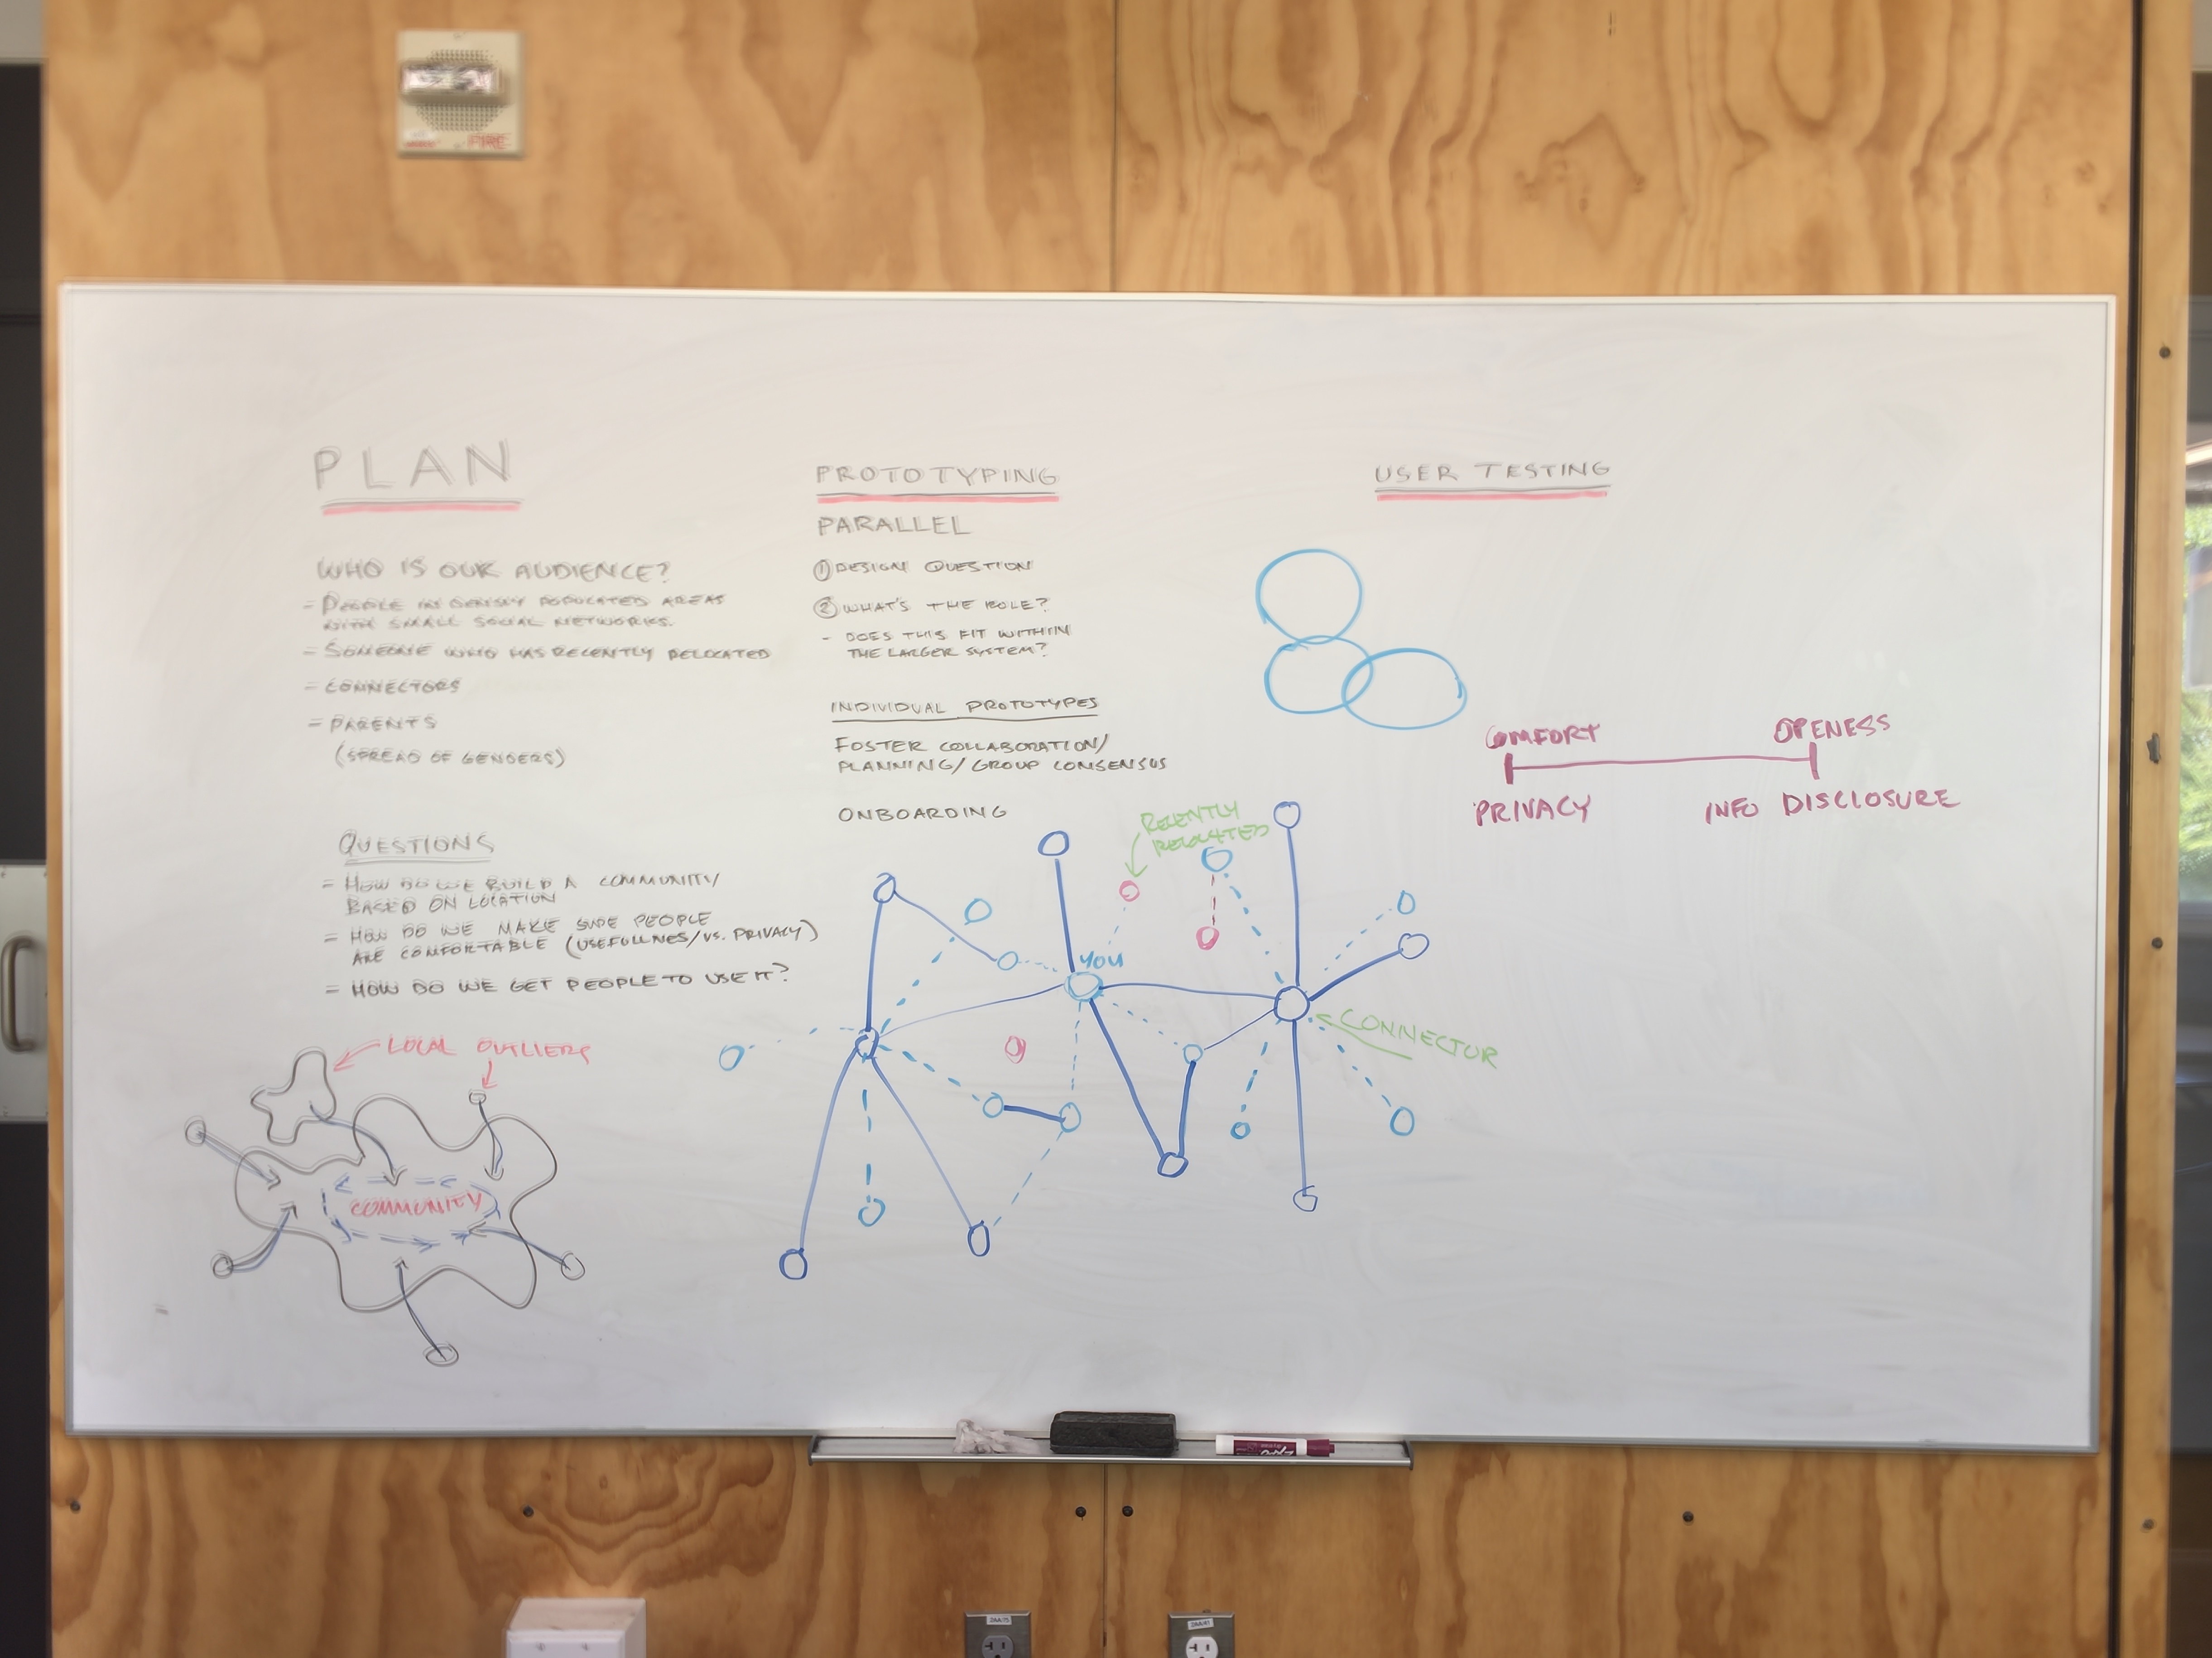 FIRE
PLAN
WHO IS OUR AUDIENCE?
- PEOPLE IN DENSLY POPULATED AREAS
WITH SMALL SOCIAL NETWORKS.
- SOMEONE WHO HAS RECENTLY RELOCATED
- CONNECTORS
- PARENTS
(SPREAD OF GENDERS)
QUESTIONS
- HOW DO WE BUILD A COMMUNITY
BASED ON LOCATION
- HOW DO WE MAKE SURE PEOPLE
ARE COMFORTABLE (USEFULLNES/VS. PRIVACY)
- HOW DO WE GET PEOPLE TO USE IT?
LOCAL OUTLIERS
COMMUNITY
PROTOTYPING
PARALLEL
① DESIGN QUESTION
② WHAT'S THE ROLE?
- DOES THIS FIT WITHIN
THE LARGER SYSTEM?
INDIVIDUAL PROTOTYPES
FOSTER COLLABORATION/
PLANNING/GROUP CONSENSUS
ONBOARDING
RECENTLY
RELOCATED
YOU
CONNECTOR
USER TESTING
COMFORT OPENESS
PRIVACY INFO DISCLOSURE